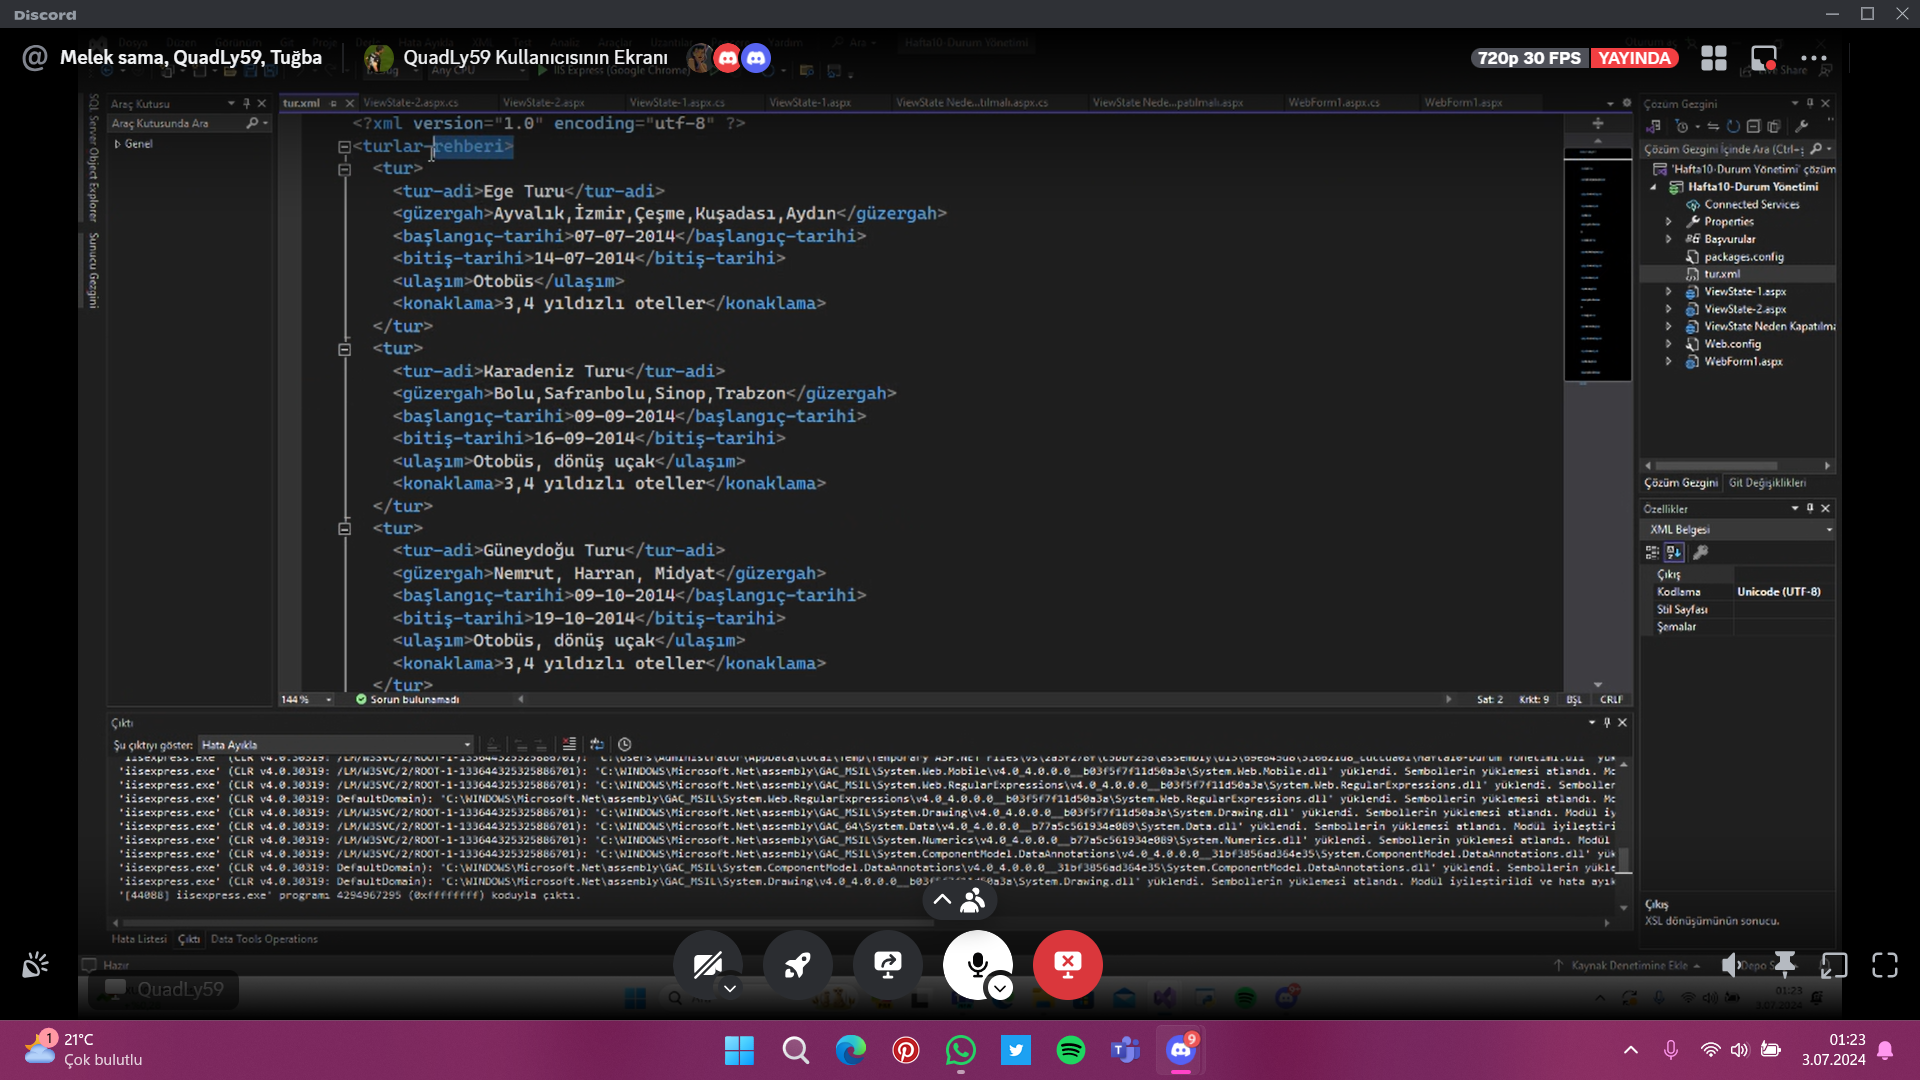 Discord
Melek sama, QuadLy59, Tuğba
QuadLy59 Kullanıcısının Ekranı
720p 30 FPS YAYINDA
Hafta10-Durum Yönetimi
SQL Server Object Explorer
Sunucu Gezgini
Araç Kutusu
Araç Kutusunda Ara
Genel
tur.xml
ViewState-2.aspx.cs
ViewState-2.aspx
ViewState-1.aspx.cs
ViewState-1.aspx
ViewState Nede...tılmalı.aspx.cs
ViewState Nede...patılmalı.aspx
WebForm1.aspx.cs
WebForm1.aspx
<?xml version="1.0" encoding="utf-8" ?>
<turlar-rehberi>
<tur>
<tur-adi>Ege Turu</tur-adi>
<güzergah>Ayvalık,İzmir,Çeşme,Kuşadası,Aydın</güzergah>
<başlangıç-tarihi>07-07-2014</başlangıç-tarihi>
<bitiş-tarihi>14-07-2014</bitiş-tarihi>
<ulaşım>Otobüs</ulaşım>
<konaklama>3,4 yıldızlı oteller</konaklama>
</tur>
<tur>
<tur-adi>Karadeniz Turu</tur-adi>
<güzergah>Bolu,Safranbolu,Sinop,Trabzon</güzergah>
<başlangıç-tarihi>09-09-2014</başlangıç-tarihi>
<bitiş-tarihi>16-09-2014</bitiş-tarihi>
<ulaşım>Otobüs, dönüş uçak</ulaşım>
<konaklama>3,4 yıldızlı oteller</konaklama>
</tur>
<tur>
<tur-adi>Güneydoğu Turu</tur-adi>
<güzergah>Nemrut, Harran, Midyat</güzergah>
<başlangıç-tarihi>09-10-2014</başlangıç-tarihi>
<bitiş-tarihi>19-10-2014</bitiş-tarihi>
<ulaşım>Otobüs, dönüş uçak</ulaşım>
<konaklama>3,4 yıldızlı oteller</konaklama>
</tur>
144 %
Sorun bulunamadı
Sat: 2 Krkt: 9 BŞL CRLF
Çözüm Gezgini
Çözüm Gezgini İçinde Ara (Ctrl+;
'Hafta10-Durum Yönetimi' çözüm
Hafta10-Durum Yönetimi
Connected Services
Properties
Başvurular
packages.config
tur.xml
ViewState-1.aspx
ViewState-2.aspx
ViewState Neden Kapatılma
Web.config
WebForm1.aspx
Çözüm Gezgini Git Değişiklikleri
Özellikler
XML Belgesi
Çıkış
Kodlama Unicode (UTF-8)
Stil Sayfası
Şemalar
Çıkış
XSL dönüşümünün sonucu.
Çıktı
Şu çıktıyı göster: Hata Ayıkla
'iisexpress.exe' (CLR v4.0.30319: /LM/W3SVC/2/ROOT-1-133644325325886701): 'C:\WINDOWS\Microsoft.Net\assembly\GAC_MSIL\System.Web.Mobile\v4.0_4.0.0.0__b03f5f7f11d50a3a\System.Web.Mobile.dll' yüklendi. Sembollerin yüklemesi atlandı. Mo
'iisexpress.exe' (CLR v4.0.30319: /LM/W3SVC/2/ROOT-1-133644325325886701): 'C:\WINDOWS\Microsoft.Net\assembly\GAC_MSIL\System.Web.RegularExpressions\v4.0_4.0.0.0__b03f5f7f11d50a3a\System.Web.RegularExpressions.dll' yüklendi. Semboller
'iisexpress.exe' (CLR v4.0.30319: DefaultDomain): 'C:\WINDOWS\Microsoft.Net\assembly\GAC_MSIL\System.Web.RegularExpressions\v4.0_4.0.0.0__b03f5f7f11d50a3a\System.Web.RegularExpressions.dll' yüklendi. Sembollerin yüklemesi atlandı. Mo
'iisexpress.exe' (CLR v4.0.30319: /LM/W3SVC/2/ROOT-1-133644325325886701): 'C:\WINDOWS\Microsoft.Net\assembly\GAC_MSIL\System.Drawing\v4.0_4.0.0.0__b03f5f7f11d50a3a\System.Drawing.dll' yüklendi. Sembollerin yüklemesi atlandı. Modül iy
'iisexpress.exe' (CLR v4.0.30319: /LM/W3SVC/2/ROOT-1-133644325325886701): 'C:\WINDOWS\Microsoft.Net\assembly\GAC_64\System.Data\v4.0_4.0.0.0__b77a5c561934e089\System.Data.dll' yüklendi. Sembollerin yüklemesi atlandı. Modül iyileştiri
'iisexpress.exe' (CLR v4.0.30319: /LM/W3SVC/2/ROOT-1-133644325325886701): 'C:\WINDOWS\Microsoft.Net\assembly\GAC_MSIL\System.Numerics\v4.0_4.0.0.0__b77a5c561934e089\System.Numerics.dll' yüklendi. Sembollerin yüklemesi atlandı. Modül
'iisexpress.exe' (CLR v4.0.30319: /LM/W3SVC/2/ROOT-1-133644325325886701): 'C:\WINDOWS\Microsoft.Net\assembly\GAC_MSIL\System.ComponentModel.DataAnnotations\v4.0_4.0.0.0__31bf3856ad364e35\System.ComponentModel.DataAnnotations.dll' yük
'iisexpress.exe' (CLR v4.0.30319: DefaultDomain): 'C:\WINDOWS\Microsoft.Net\assembly\GAC_MSIL\System.ComponentModel.DataAnnotations\v4.0_4.0.0.0__31bf3856ad364e35\System.ComponentModel.DataAnnotations.dll' yüklendi. Sembollerin yükle
'iisexpress.exe' (CLR v4.0.30319: DefaultDomain): 'C:\WINDOWS\Microsoft.Net\assembly\GAC_MSIL\System.Drawing\v4.0_4.0.0.0__b03f5f7f11d50a3a\System.Drawing.dll' yüklendi. Sembollerin yüklemesi atlandı. Modül iyileştirildi ve hata ayık
'[44088] iisexpress.exe' programı 4294967295 (0xffffffff) koduyla çıktı.
Hata Listesi Çıktı Data Tools Operations
Hazır
Kaynak Denetimine Ekle
QuadLy59
01:23
3.07.2024
1
21°C
Çok bulutlu
9
01:23
3.07.2024